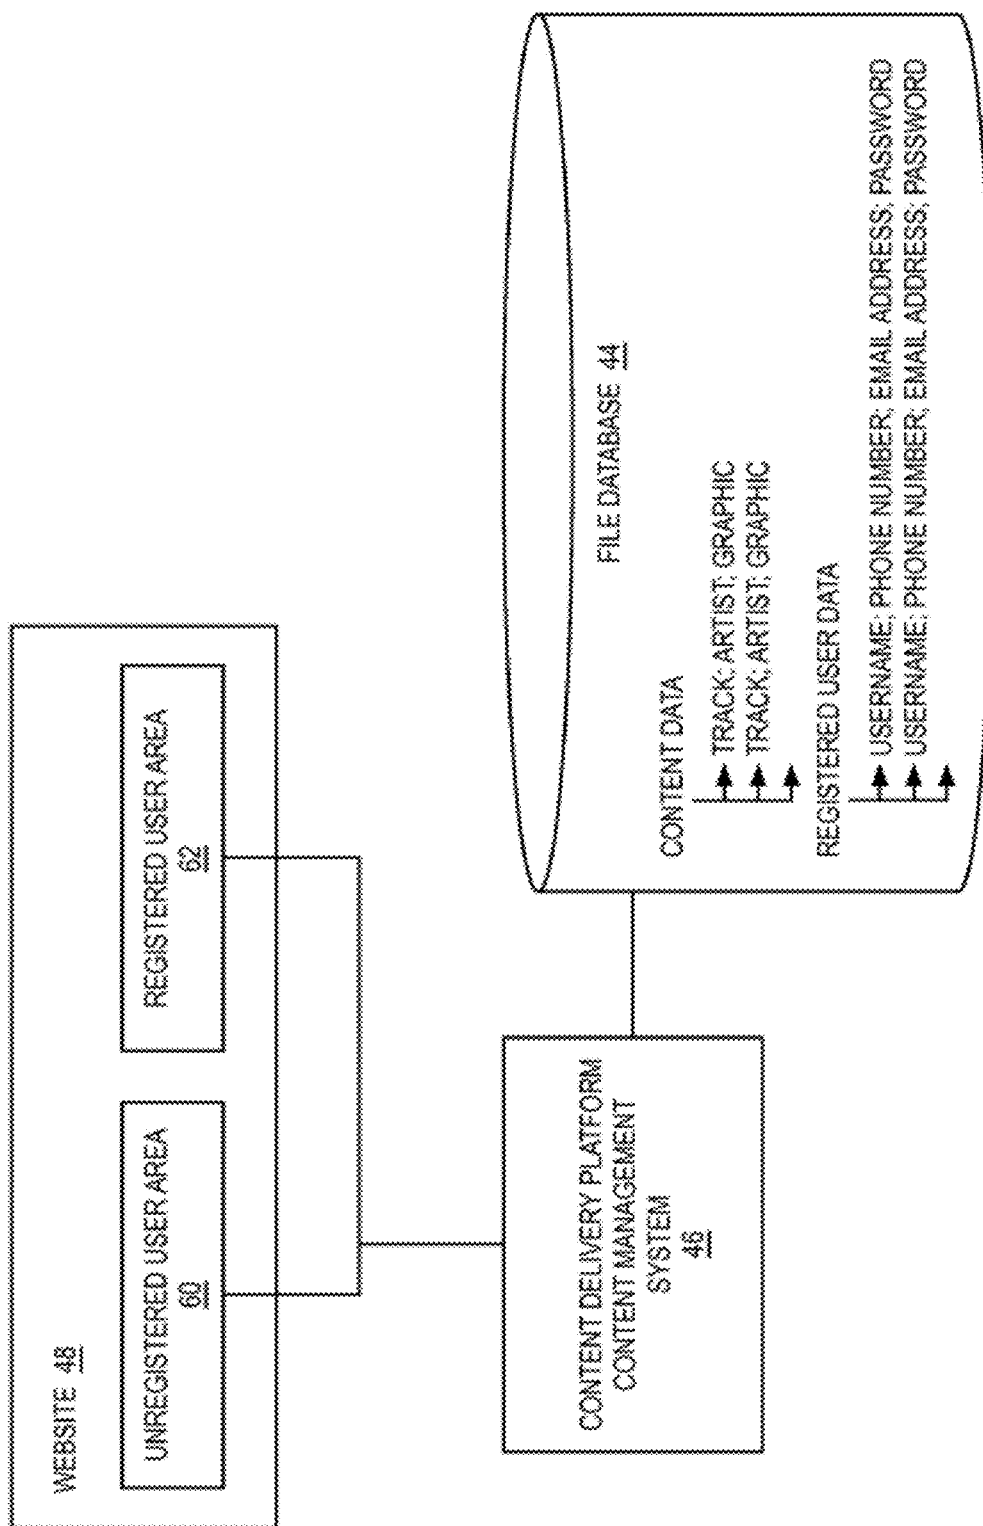 WEBSITE 48
UNREGISTERED USER AREA
60
REGISTERED USER AREA
62
CONTENT DELIVERY PLATFORM
CONTENT MANAGEMENT
SYSTEM
46
FILE DATABASE 44
CONTENT DATA
TRACK; ARTIST; GRAPHIC
TRACK; ARTIST; GRAPHIC
REGISTERED USER DATA
USERNAME; PHONE NUMBER; EMAIL ADDRESS; PASSWORD
USERNAME; PHONE NUMBER; EMAIL ADDRESS; PASSWORD